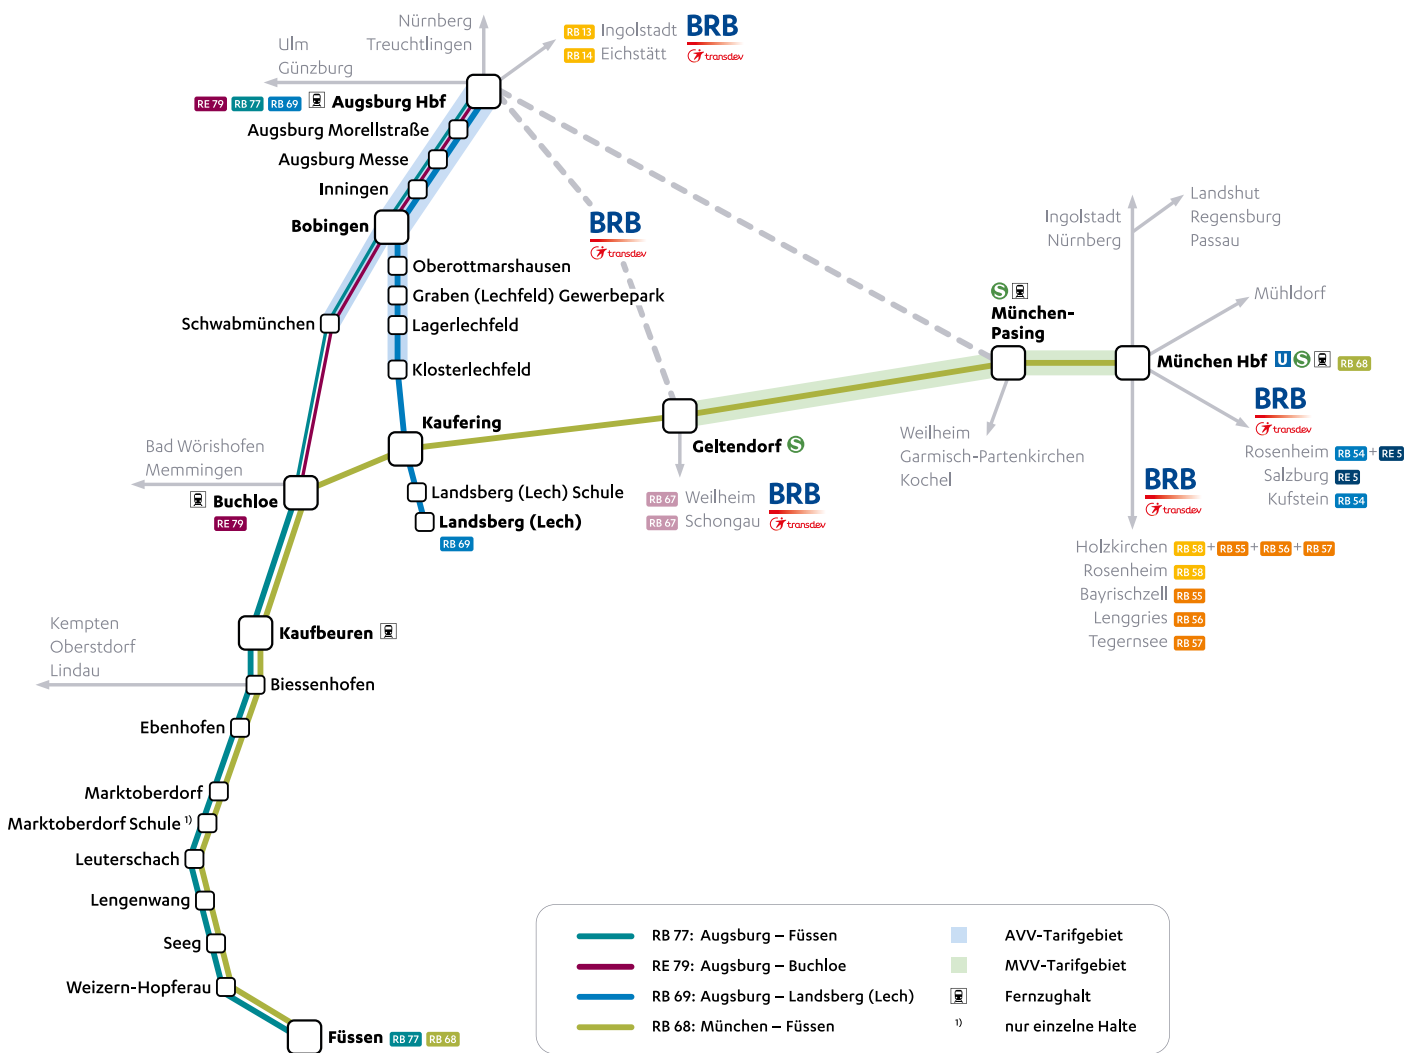 Nürnberg
Treuchtlingen
RB 13 Ingolstadt BRB
RB 14 Eichstätt transdev
Ulm
Günzburg
RE 79 RB 77 RB 69 Augsburg Hbf
Augsburg Morellstraße
Augsburg Messe
Inningen
Bobingen
Oberottmarshausen
Graben (Lechfeld) Gewerbepark
Lagerlechfeld
Klosterlechfeld
Schwabmünchen
BRB
transdev
Ingolstadt
Nürnberg
Landshut
Regensburg
Passau
Mühldorf
S
München-
Pasing
München Hbf U S RB 68
Kaufering
Geltendorf S
Weilheim
Garmisch-Partenkirchen
Kochel
BRB
transdev
Rosenheim RB 54 + RE 5
Salzburg RE 5
Kufstein RB 54
Bad Wörishofen
Memmingen
Buchloe
RE 79
Landsberg (Lech) Schule
Landsberg (Lech)
RB 69
RB 67 Weilheim BRB
RB 67 Schongau transdev
BRB
transdev
Holzkirchen RB 58 + RB 55 + RB 56 + RB 57
Rosenheim RB 58
Bayrischzell RB 55
Lenggries RB 56
Tegernsee RB 57
Kaufbeuren
Kempten
Oberstdorf
Lindau
Biessenhofen
Ebenhofen
Marktoberdorf
Marktoberdorf Schule 1)
Leuterschach
Lengenwang
Seeg
Weizern-Hopferau
Füssen RB 77 RB 68
RB 77: Augsburg – Füssen
RE 79: Augsburg – Buchloe
RB 69: Augsburg – Landsberg (Lech)
RB 68: München – Füssen
AVV-Tarifgebiet
MVV-Tarifgebiet
Fernzughalt
1) nur einzelne Halte